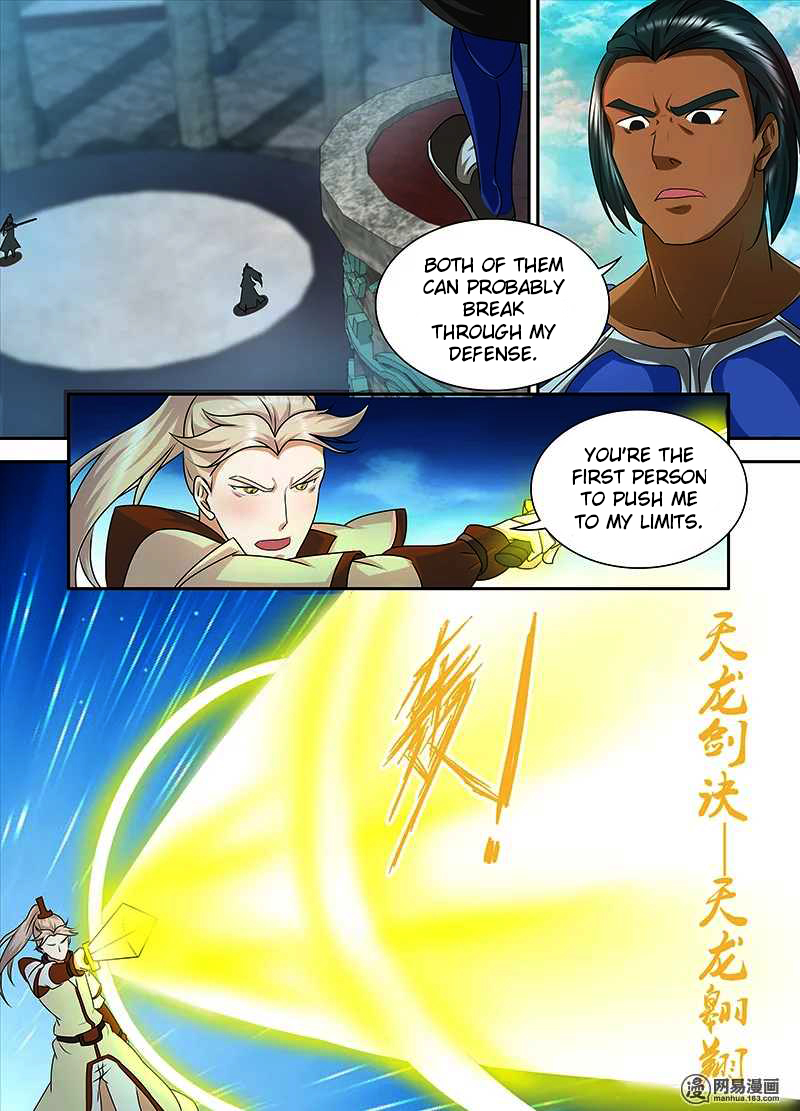 BOTH OF THEM
CAN PROBABLY
BREAK
THROUGH MY
DEFENSE.
YOU'RE THE
FIRST PERSON
TO PUSH ME
TO MY LIMITS.
天龙剑决—天龙翱翔
网易漫画
manhua.163.com